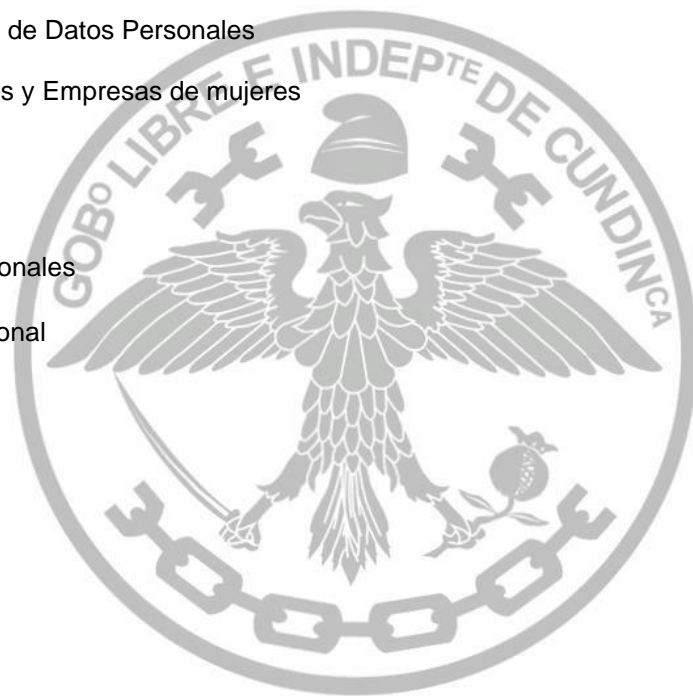 de Datos Personales
s y Empresas de mujeres
onales
onal
GOBº LIBRE E INDEPTE DE CUNDINCA